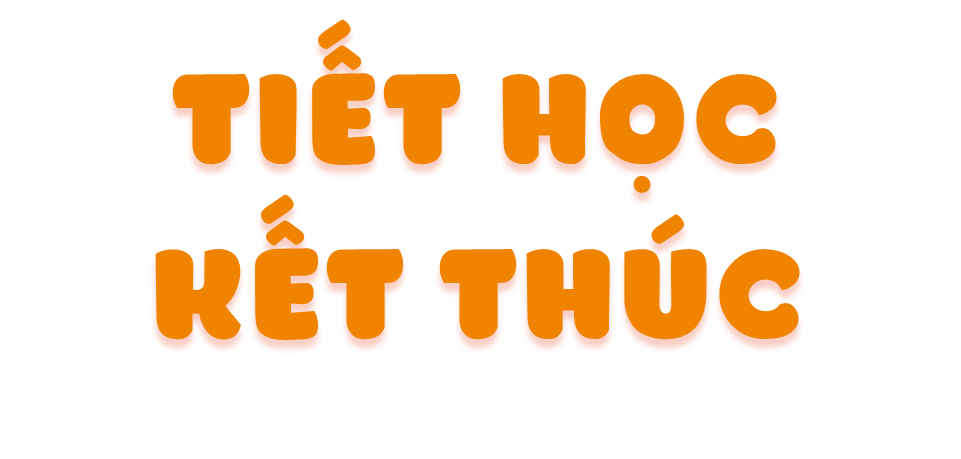 TIẾT HỌC
KẾT THÚC